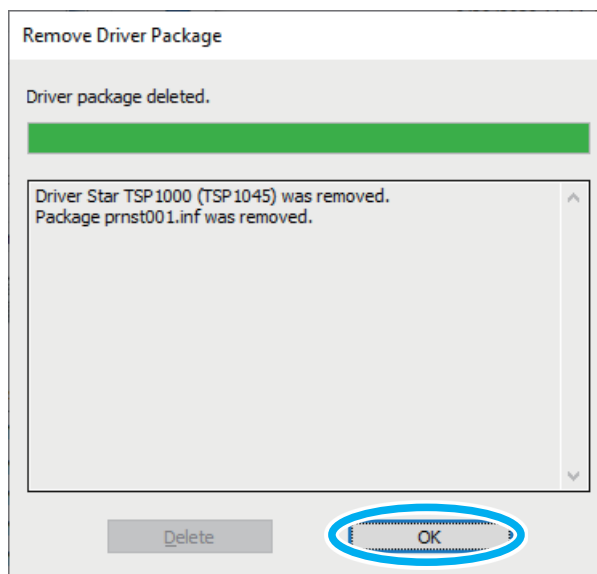 Remove Driver Package
Driver package deleted.
Driver Star TSP1000 (TSP1045) was removed.
Package prnst001.inf was removed.
Delete
OK